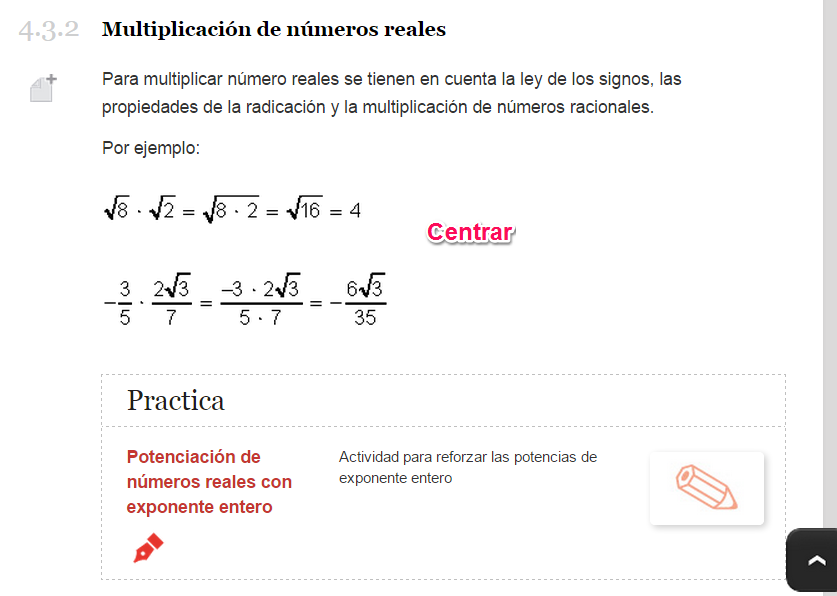 4.3.2 Multiplicación de números reales
Para multiplicar número reales se tienen en cuenta la ley de los signos, las
propiedades de la radicación y la multiplicación de números racionales.
Por ejemplo:
√8 · √2 = √(8 · 2) = √16 = 4
Centrar
−3/5 · 2√3/7 = (−3 · 2√3)/(5 · 7) = −6√3/35
Practica
Potenciación de
números reales con
exponente entero
Actividad para reforzar las potencias de
exponente entero